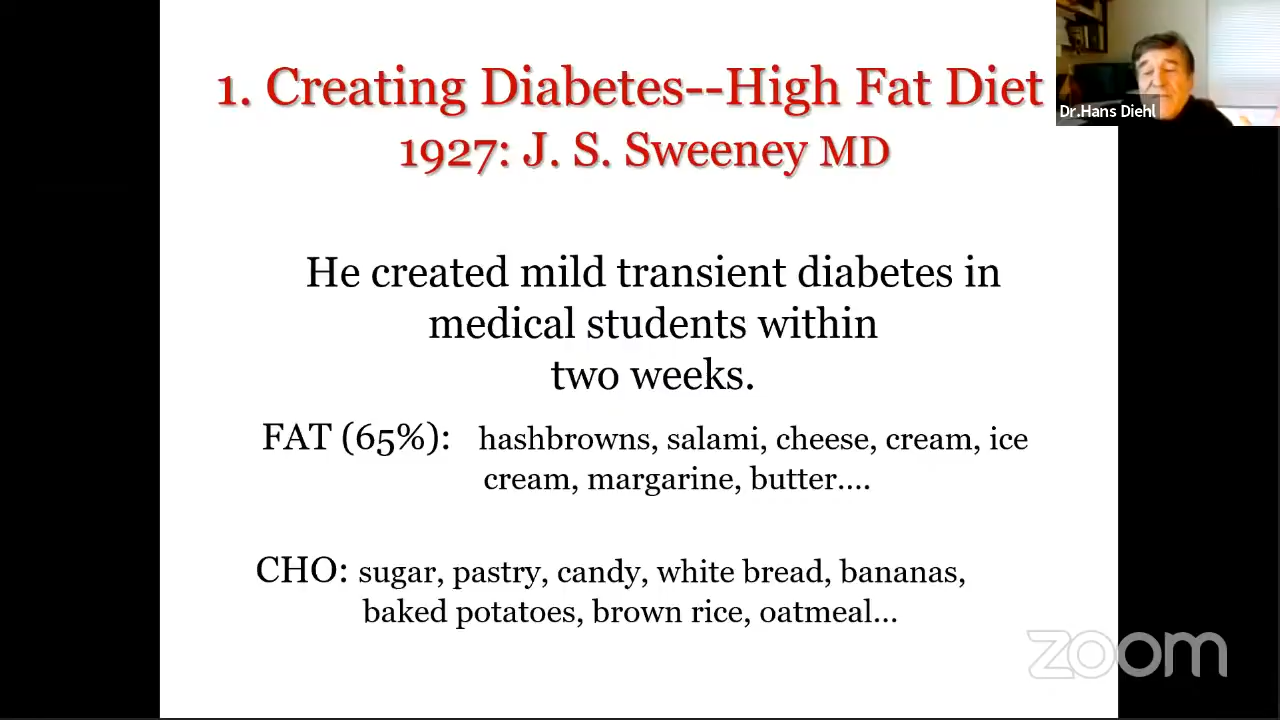 1. Creating Diabetes--High Fat Diet
1927: J. S. Sweeney MD
Dr.Hans Diehl
He created mild transient diabetes in
medical students within
two weeks.
FAT (65%): hashbrowns, salami, cheese, cream, ice
cream, margarine, butter....
CHO: sugar, pastry, candy, white bread, bananas,
baked potatoes, brown rice, oatmeal...
zoom